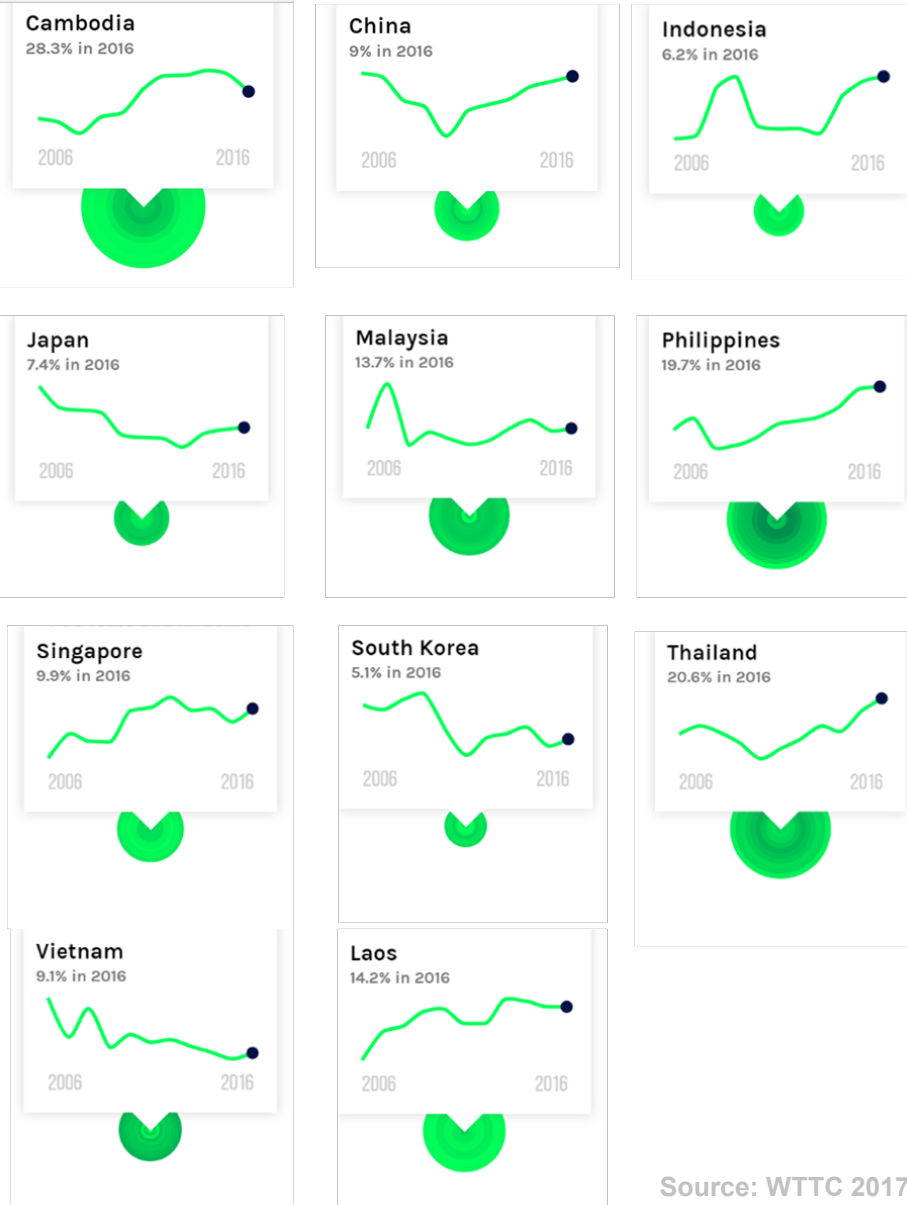 Cambodia
28.3% in 2016
2006 2016
China
9% in 2016
2006 2016
Indonesia
6.2% in 2016
2006 2016
Japan
7.4% in 2016
2006 2016
Malaysia
13.7% in 2016
2006 2016
Philippines
19.7% in 2016
2006 2016
Singapore
9.9% in 2016
2006 2016
South Korea
5.1% in 2016
2006 2016
Thailand
20.6% in 2016
2006 2016
Vietnam
9.1% in 2016
2006 2016
Laos
14.2% in 2016
2006 2016
Source: WTTC 2017